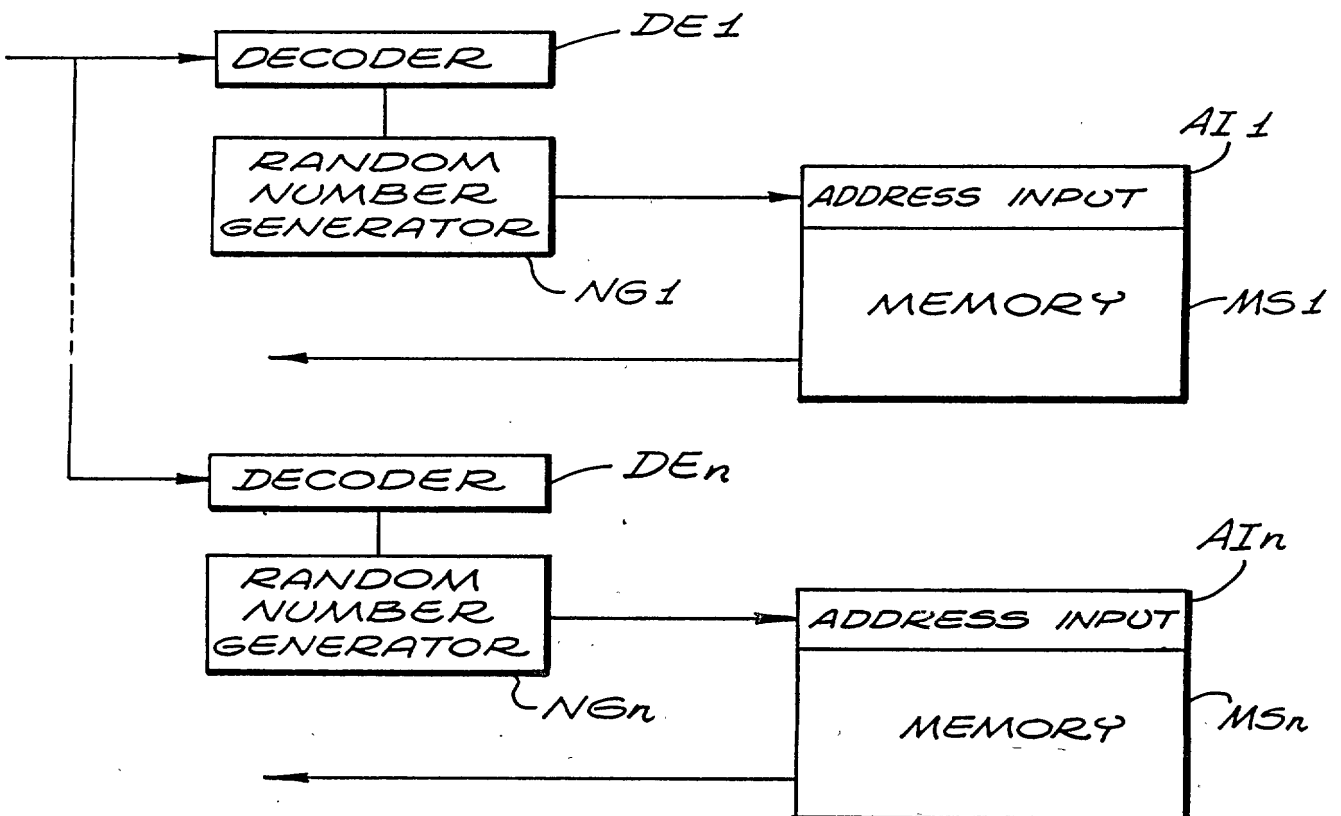 DECODER
DE1
RANDOM
NUMBER
GENERATOR
NG1
AI1
ADDRESS INPUT
MEMORY
MS1
DECODER
DEn
RANDOM
NUMBER
GENERATOR
NGn
AIn
ADDRESS INPUT
MEMORY
MSn